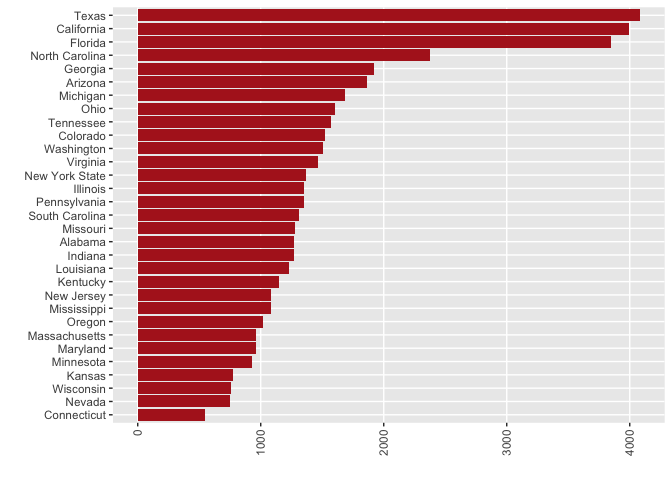 Texas
California
Florida
North Carolina
Georgia
Arizona
Michigan
Ohio
Tennessee
Colorado
Washington
Virginia
New York State
Illinois
Pennsylvania
South Carolina
Missouri
Alabama
Indiana
Louisiana
Kentucky
New Jersey
Mississippi
Oregon
Massachusetts
Maryland
Minnesota
Kansas
Wisconsin
Nevada
Connecticut
0
1000
2000
3000
4000